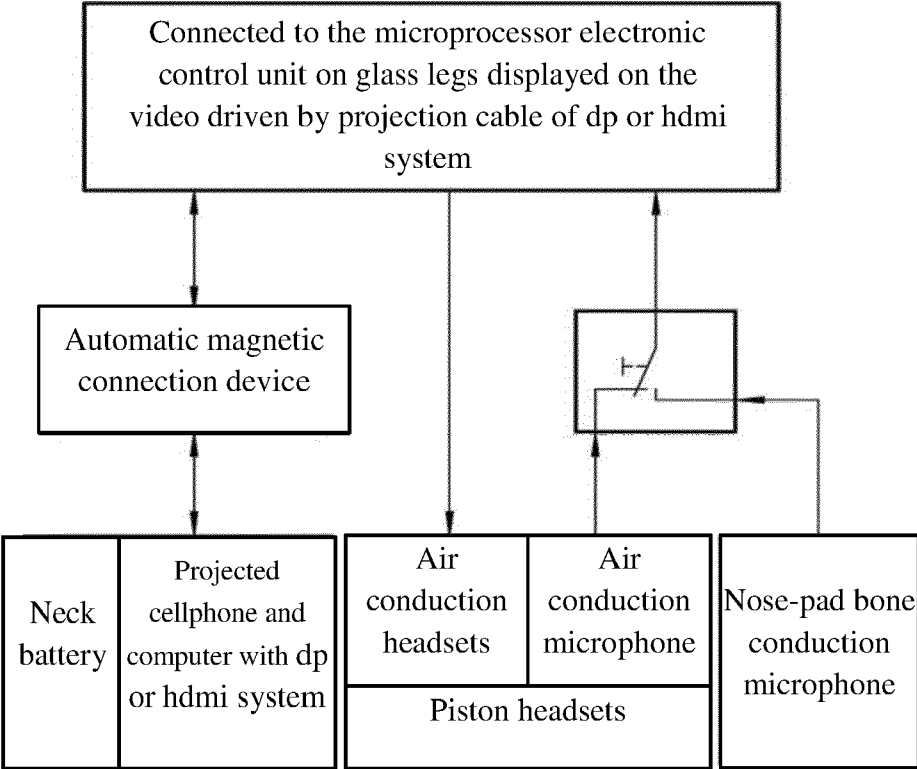 Connected to the microprocessor electronic
control unit on glass legs displayed on the
video driven by projection cable of dp or hdmi
system
Automatic magnetic
connection device
Neck
battery
Projected
cellphone and
computer with dp
or hdmi system
Air
conduction
headsets
Air
conduction
microphone
Piston headsets
Nose-pad bone
conduction
microphone